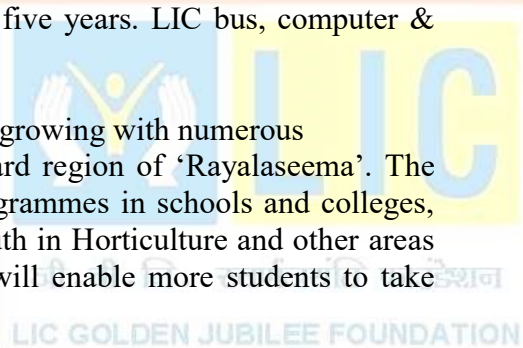 five years. LIC bus, computer &
growing with numerous
ard region of ‘Rayalaseema’. The
grammes in schools and colleges,
uth in Horticulture and other areas
will enable more students to take
LIC
LIC GOLDEN JUBILEE FOUNDATION